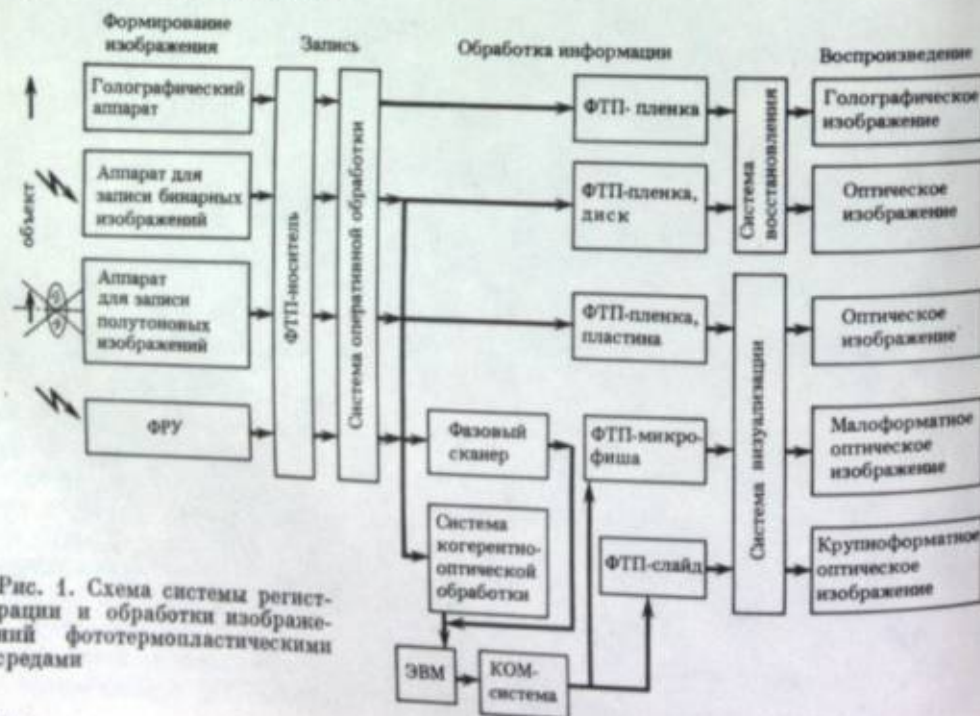 Формирование
изображения
Запись
Обработка информации
Воспроизведение
объект
Голографический
аппарат
Аппарат для
записи бинарных
изображений
Аппарат
для записи
полутоновых
изображений
ФРУ
ФТП-носитель
Система оперативной обработки
Фазовый
сканер
Система
когерентно-
оптической
обработки
ЭВМ
КОМ-
система
ФТП- пленка
ФТП-пленка,
диск
ФТП-пленка,
пластина
ФТП-микро-
фиша
ФТП-слайд
Система
восстановления
Система визуализации
Голографическое
изображение
Оптическое
изображение
Оптическое
изображение
Малоформатное
оптическое
изображение
Крупноформатное
оптическое
изображение
Рис. 1. Схема системы регист-
рации и обработки изображе-
ний фототермопластическими
средами